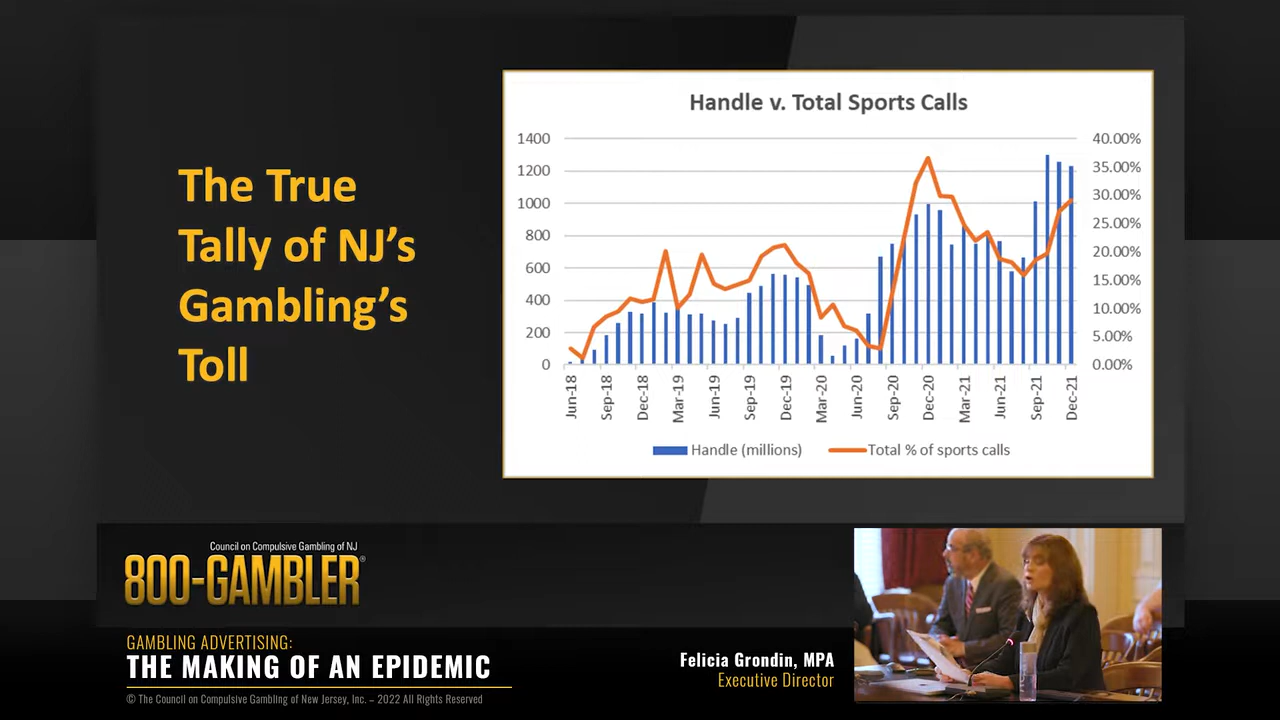 The True
Tally of NJ’s
Gambling’s
Toll
Handle v. Total Sports Calls
1400
1200
1000
800
600
400
200
0
40.00%
35.00%
30.00%
25.00%
20.00%
15.00%
10.00%
5.00%
0.00%
Jun-18
Sep-18
Dec-18
Mar-19
Jun-19
Sep-19
Dec-19
Mar-20
Jun-20
Sep-20
Dec-20
Mar-21
Jun-21
Sep-21
Dec-21
Handle (millions)
Total % of sports calls
Council on Compulsive Gambling of NJ
800-GAMBLER®
GAMBLING ADVERTISING:
THE MAKING OF AN EPIDEMIC
© The Council on Compulsive Gambling of New Jersey, Inc. – 2022 All Rights Reserved
Felicia Grondin, MPA
Executive Director